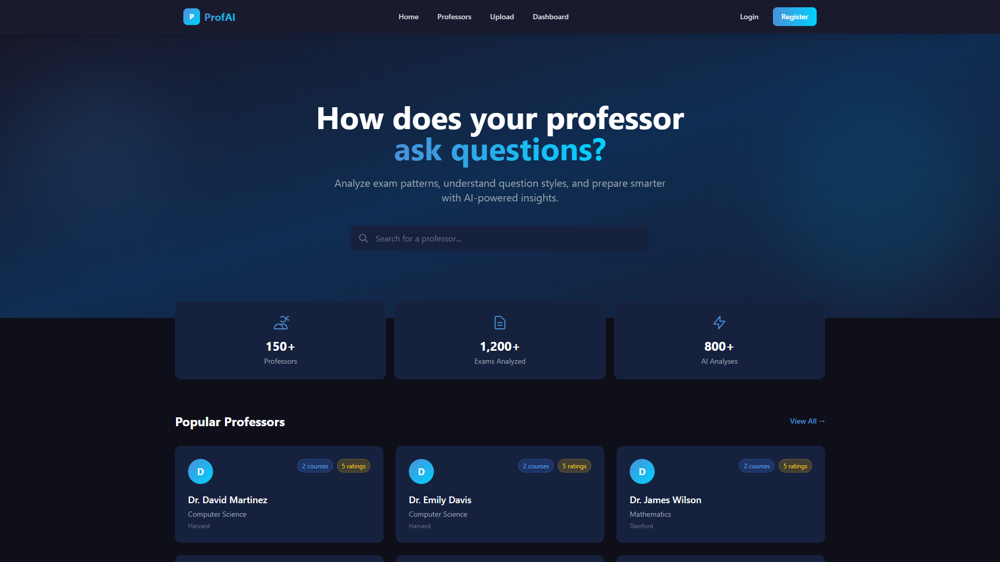 P ProfAI
Home Professors Upload Dashboard
Login Register
How does your professor
ask questions?
Analyze exam patterns, understand question styles, and prepare smarter
with AI-powered insights.
Search for a professor...
150+
Professors
1,200+
Exams Analyzed
800+
AI Analyses
Popular Professors
View All →
D
2 courses
5 ratings
Dr. David Martinez
Computer Science
Harvard
D
2 courses
5 ratings
Dr. Emily Davis
Computer Science
Harvard
D
2 courses
5 ratings
Dr. James Wilson
Mathematics
Stanford